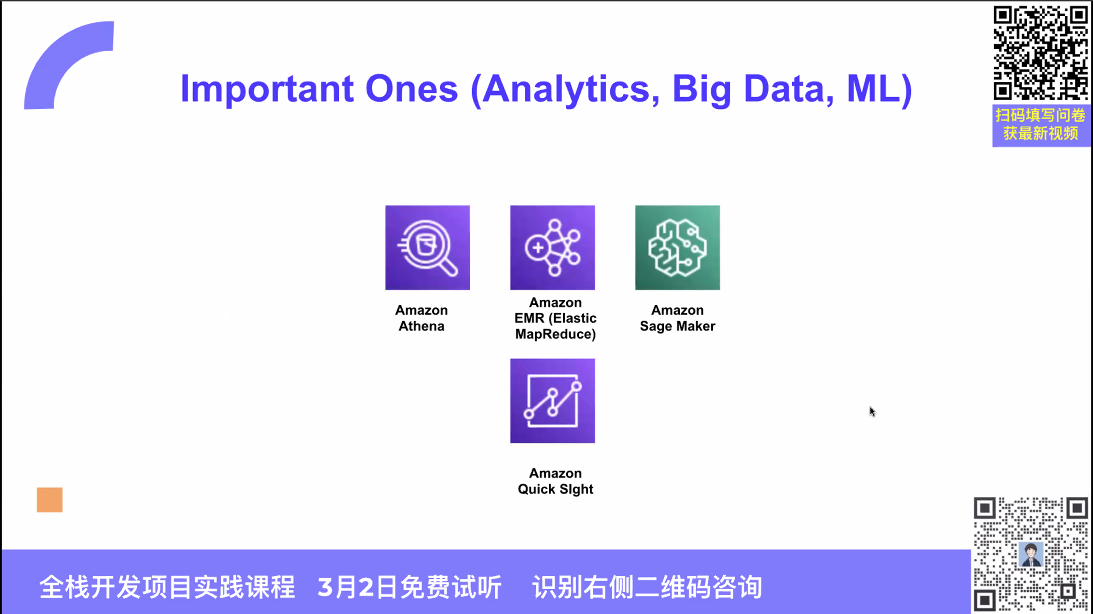 Important Ones (Analytics, Big Data, ML)
扫码填写问卷
获最新视频
Amazon
Athena
Amazon
EMR (Elastic
MapReduce)
Amazon
Sage Maker
Amazon
Quick SIght
全栈开发项目实践课程 3月2日免费试听 识别右侧二维码咨询